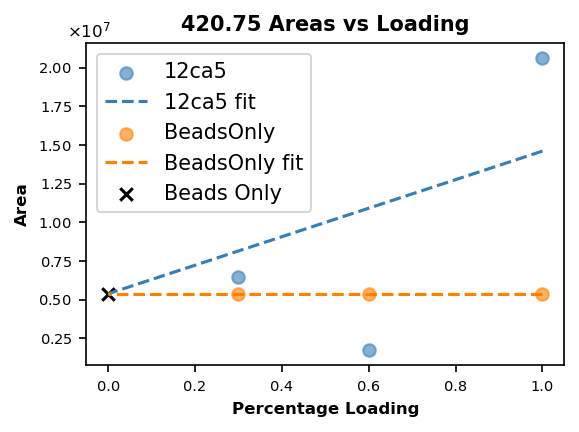 420.75 Areas vs Loading
×10⁷
2.00
1.75
1.50
1.25
1.00
0.75
0.50
0.25
Area
12ca5
12ca5 fit
BeadsOnly
BeadsOnly fit
Beads Only
0.0 0.2 0.4 0.6 0.8 1.0
Percentage Loading